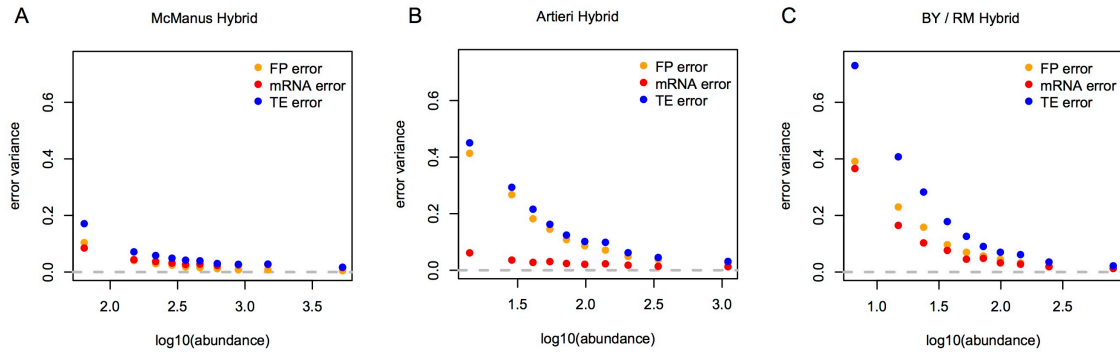 A
McManus Hybrid
FP error
mRNA error
TE error
error variance
0.0
0.2
0.4
0.6
2.0
2.5
3.0
3.5
log10(abundance)
B
Artieri Hybrid
FP error
mRNA error
TE error
error variance
0.0
0.2
0.4
0.6
1.5
2.0
2.5
3.0
log10(abundance)
C
BY / RM Hybrid
FP error
mRNA error
TE error
error variance
0.0
0.2
0.4
0.6
1.0
1.5
2.0
2.5
log10(abundance)